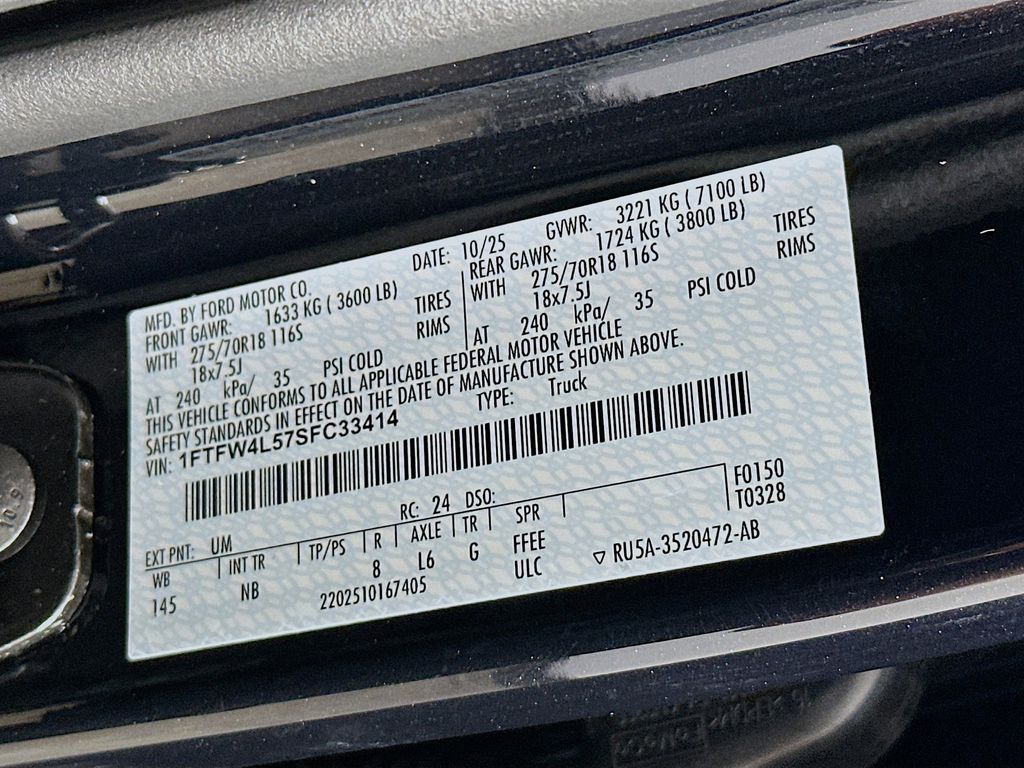 MFD. BY FORD MOTOR CO. DATE: 10/25 GVWR: 3221 KG ( 7100 LB)
FRONT GAWR: 1633 KG ( 3600 LB) REAR GAWR: 1724 KG ( 3800 LB)
WITH 275/70R18 116S TIRES WITH 275/70R18 116S TIRES
18x7.5J RIMS 18x7.5J RIMS
AT 240 kPa/ 35 PSI COLD AT 240 kPa/ 35 PSI COLD
THIS VEHICLE CONFORMS TO ALL APPLICABLE FEDERAL MOTOR VEHICLE
SAFETY STANDARDS IN EFFECT ON THE DATE OF MANUFACTURE SHOWN ABOVE.
VIN: 1FTFW4L57SFC33414 TYPE: Truck
F0150
T0328
EXT PNT: UM RC: 24 DSO:
WB INT TR TP/PS R AXLE TR SPR
145 NB 8 L6 G FFEE
2202510167405 ULC ▽ RU5A-3520472-AB
10.9